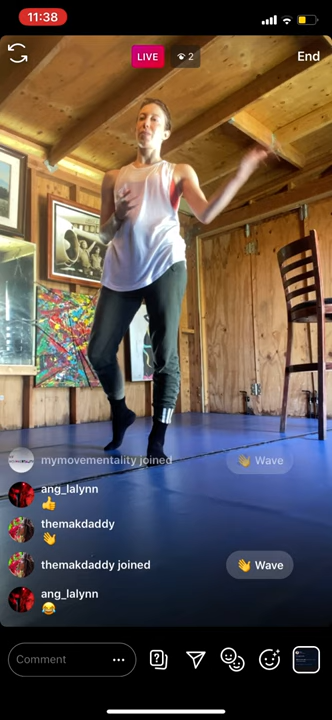 11:38
LIVE
2
End
mymovementality joined
Wave
ang_lalynn
themakdaddy
themakdaddy joined
Wave
ang_lalynn
Comment